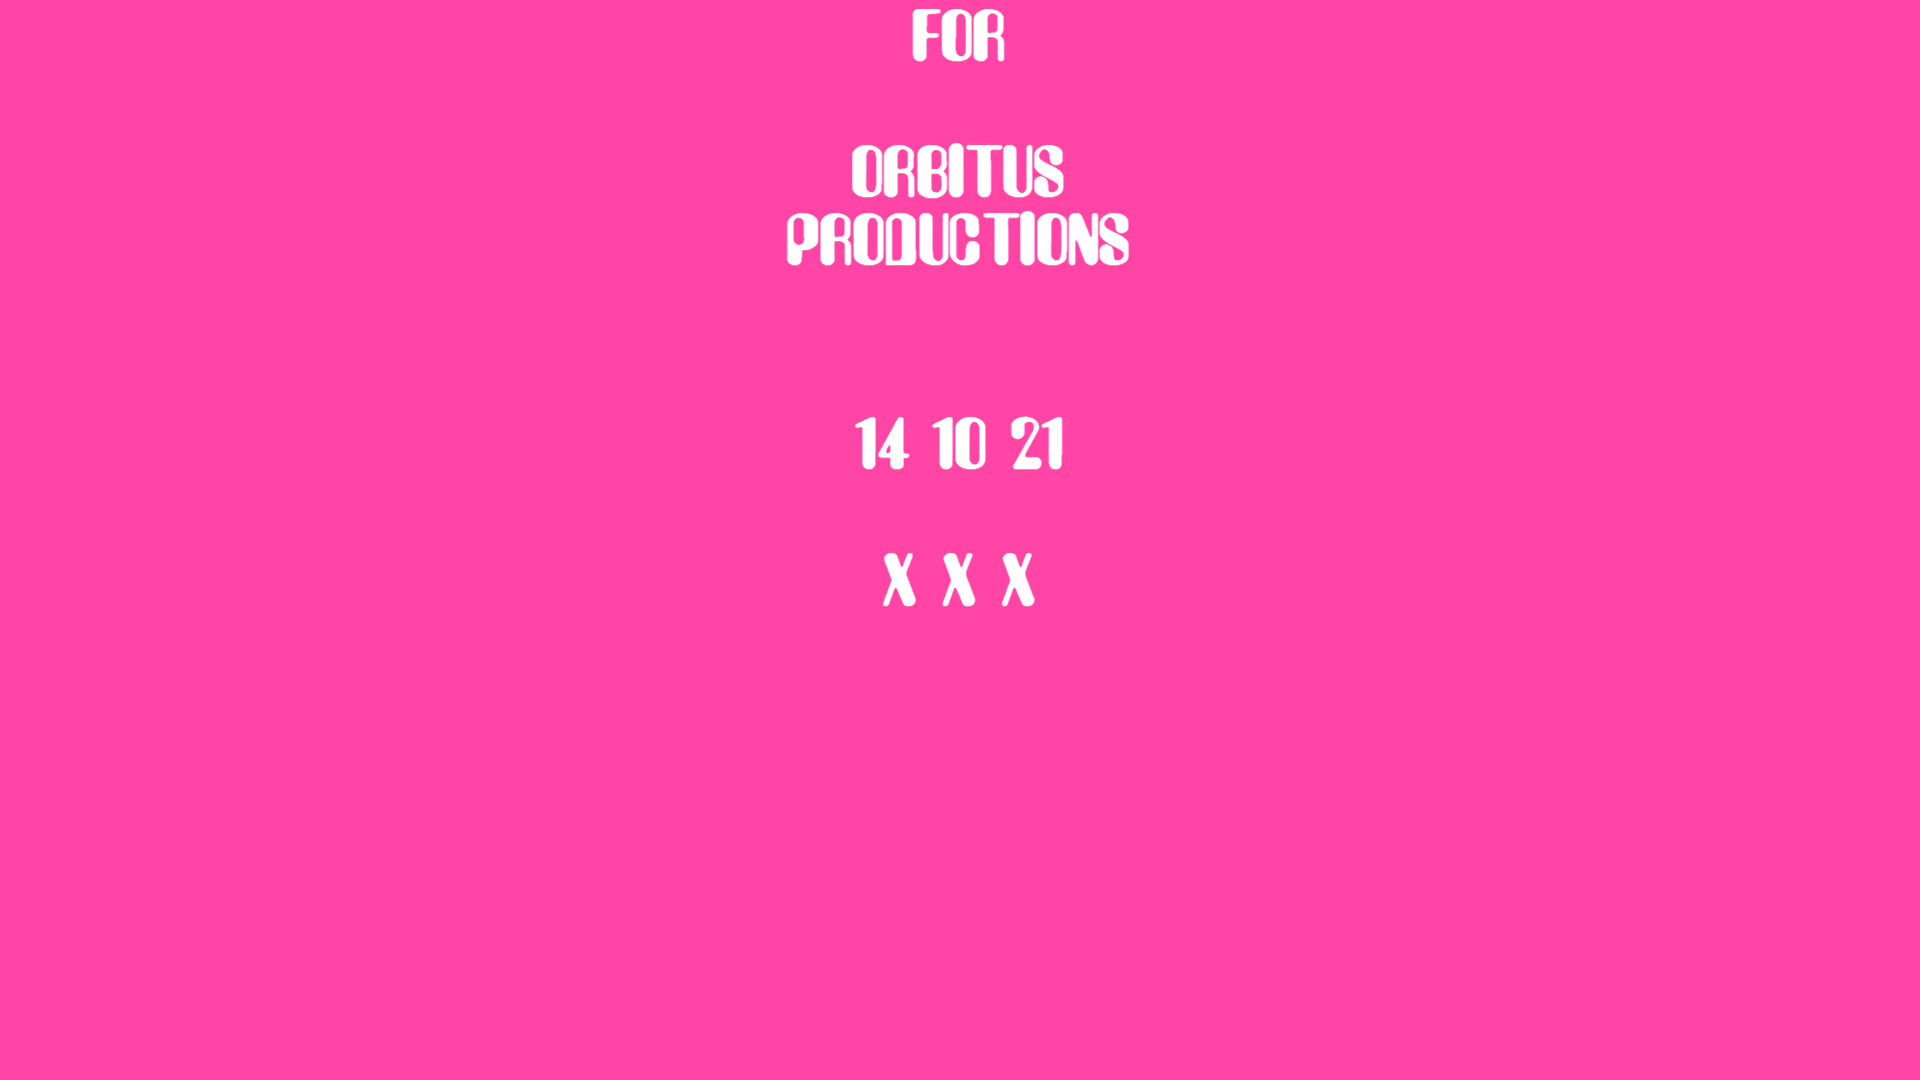 FOR
ORBITUS
PRODUCTIONS
14 10 21
X X X